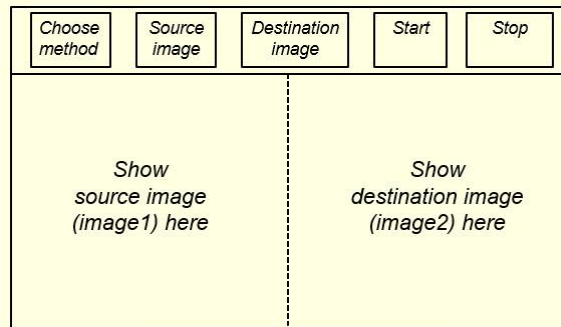 Choose
method
Source
image
Destination
image
Start
Stop
Show
source image
(image1) here
Show
destination image
(image2) here